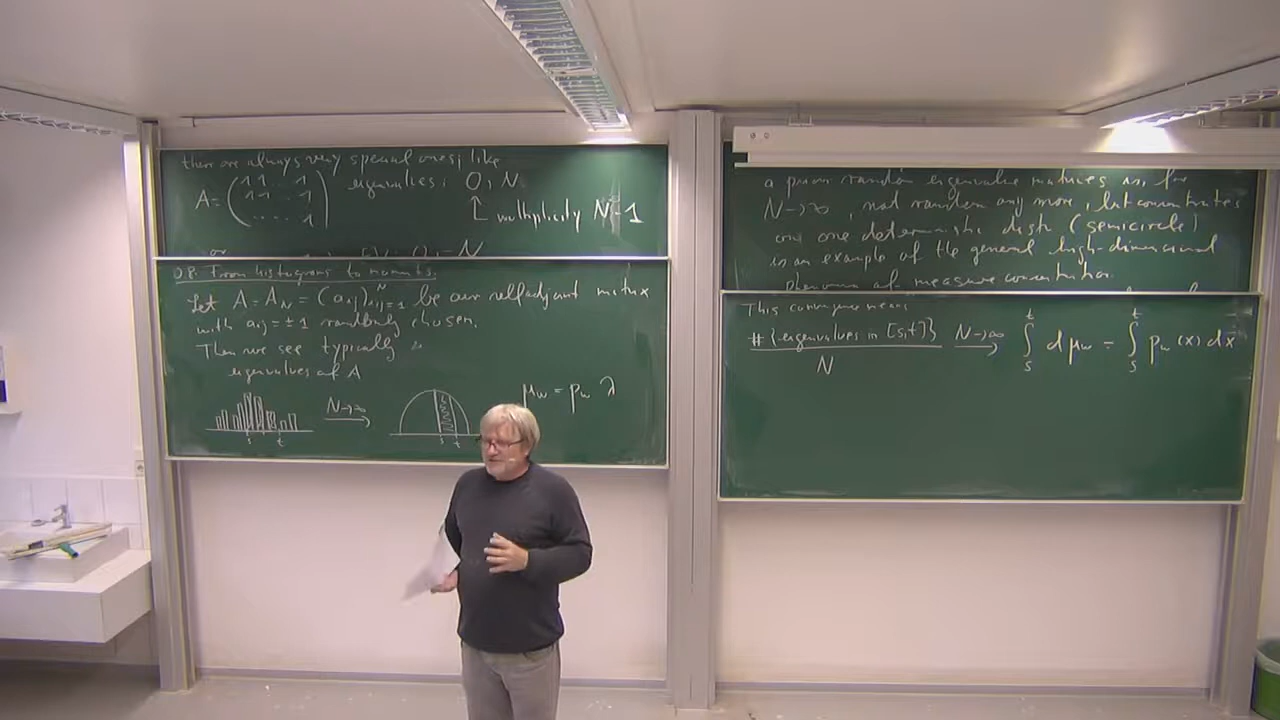 there are always very special ones, like
A = ( 1 1 ... 1 1 1 ... 1 ... 1 ) eigenvalues: 0, N
↑ multiplicity N-1
or
0.8. From histograms to moments.
Let A = A_N = (a_ij)_{i,j=1}^N be our selfadjoint matrix
with a_ij = ±1 randomly chosen.
Then we see typically
eigenvalues of A
N→∞
μ_w = p_w λ
s t
s t
a priori random eigenvalue
N→∞, not random any more, but concentrates
on one deterministic distr. (semicircle)
is an example of the general high-dimensional
phenomenon of measure concentration.
This convergence means
#{eigenvalues in [s,t]} / N N→∞ → ∫_s^t dμ_w = ∫_s^t p_w(x) dx